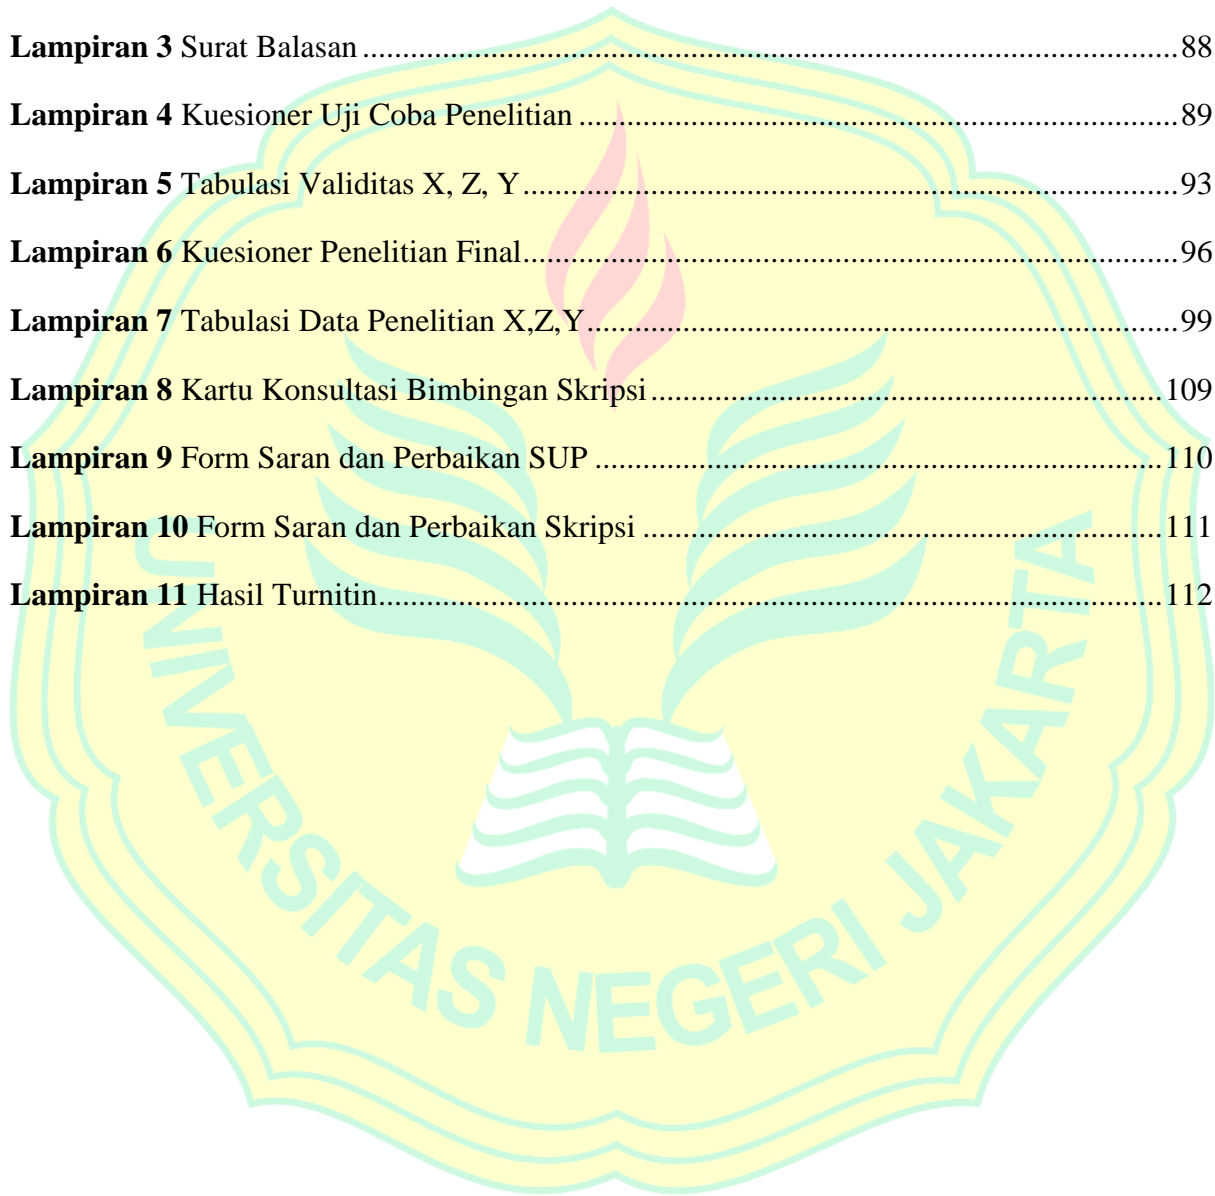 Lampiran 3 Surat Balasan ........................................................................................................88
Lampiran 4 Kuesioner Uji Coba Penelitian ............................................................................89
Lampiran 5 Tabulasi Validitas X, Z, Y...................................................................................93
Lampiran 6 Kuesioner Penelitian Final...................................................................................96
Lampiran 7 Tabulasi Data Penelitian X,Z,Y...........................................................................99
Lampiran 8 Kartu Konsultasi Bimbingan Skripsi .................................................................109
Lampiran 9 Form Saran dan Perbaikan SUP ........................................................................110
Lampiran 10 Form Saran dan Perbaikan Skripsi ..................................................................111
Lampiran 11 Hasil Turnitin...................................................................................................112
UNIVERSITAS NEGERI JAKARTA